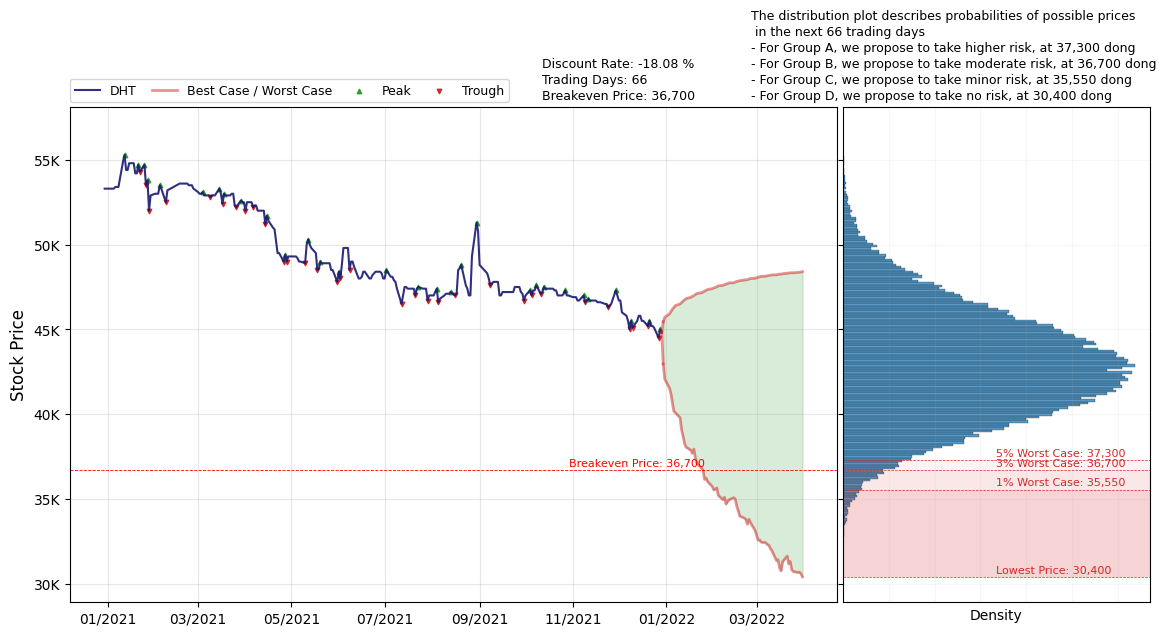 The distribution plot describes probabilities of possible prices
in the next 66 trading days
- For Group A, we propose to take higher risk, at 37,300 dong
- For Group B, we propose to take moderate risk, at 36,700 dong
- For Group C, we propose to take minor risk, at 35,550 dong
- For Group D, we propose to take no risk, at 30,400 dong
Discount Rate: -18.08 %
Trading Days: 66
Breakeven Price: 36,700
DHT
Best Case / Worst Case
Peak
Trough
Stock Price
55K
50K
45K
40K
35K
30K
Breakeven Price: 36,700
5% Worst Case: 37,300
3% Worst Case: 36,700
1% Worst Case: 35,550
Lowest Price: 30,400
01/2021
03/2021
05/2021
07/2021
09/2021
11/2021
01/2022
03/2022
Density